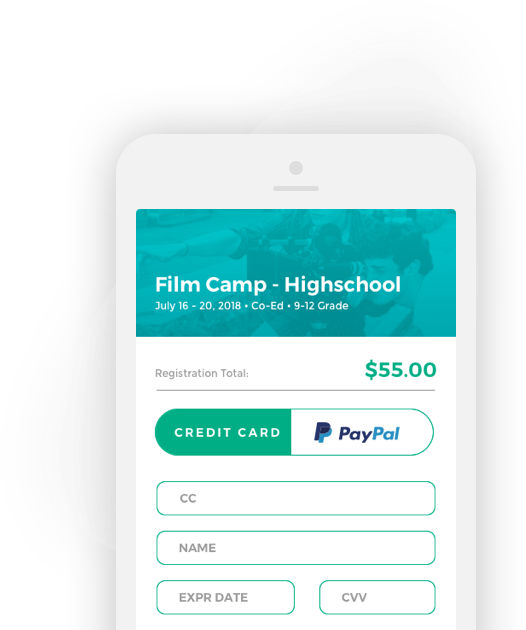 Film Camp - Highschool
July 16 - 20, 2018 • Co-Ed • 9-12 Grade
Registration Total: $55.00
CREDIT CARD PayPal
CC
NAME
EXPR DATE CVV